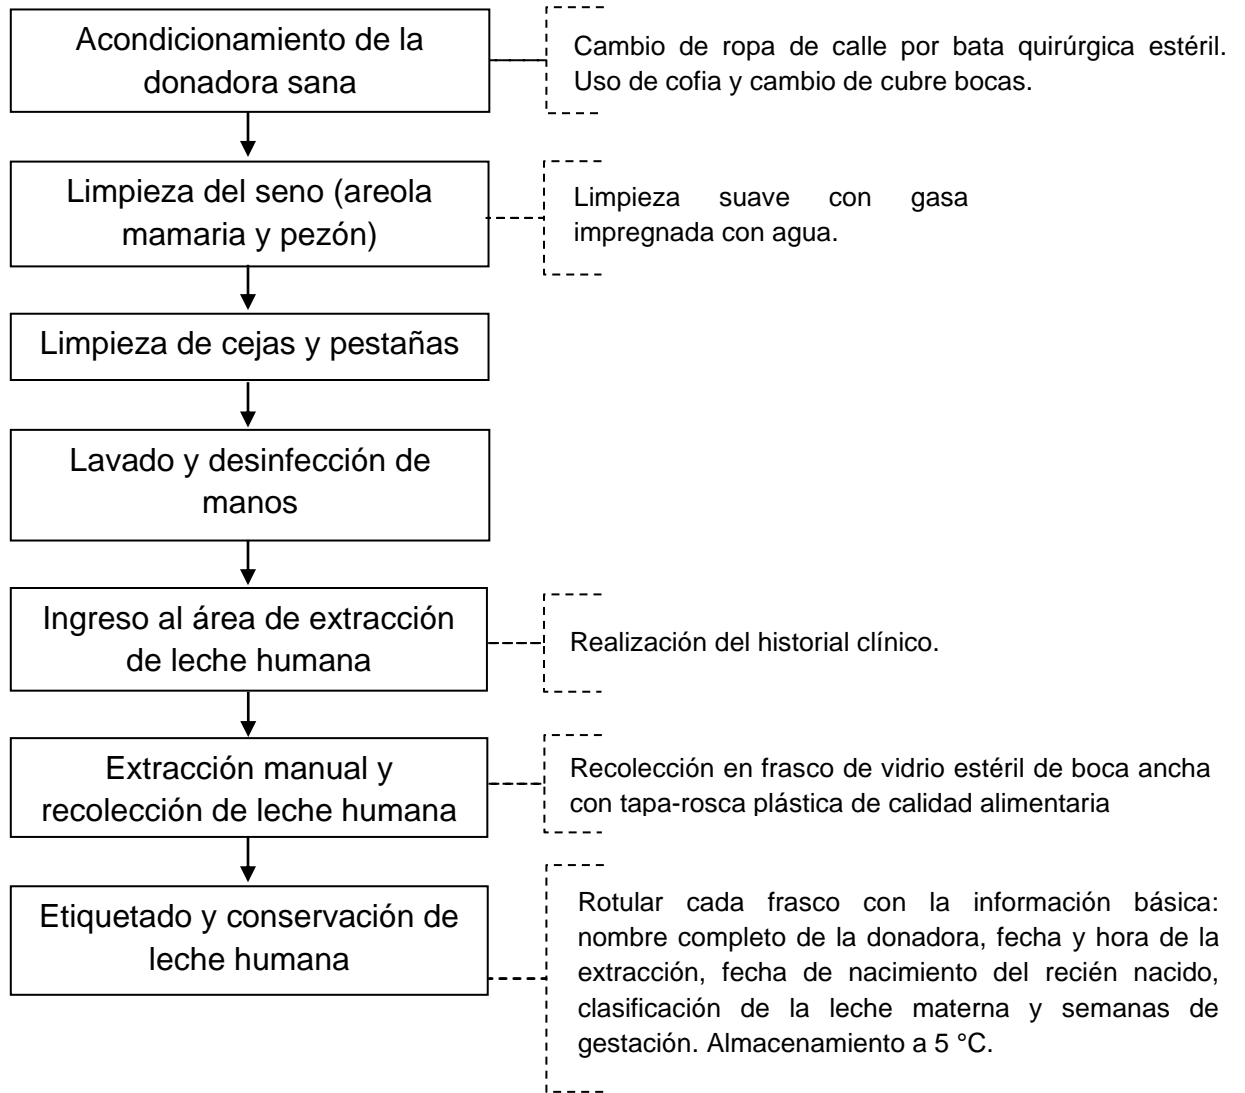 Acondicionamiento de la
donadora sana
Cambio de ropa de calle por bata quirúrgica estéril.
Uso de cofia y cambio de cubre bocas.
Limpieza del seno (areola
mamaria y pezón)
Limpieza suave con gasa
impregnada con agua.
Limpieza de cejas y pestañas
Lavado y desinfección de
manos
Ingreso al área de extracción
de leche humana
Realización del historial clínico.
Extracción manual y
recolección de leche humana
Recolección en frasco de vidrio estéril de boca ancha
con tapa-rosca plástica de calidad alimentaria
Etiquetado y conservación de
leche humana
Rotular cada frasco con la información básica:
nombre completo de la donadora, fecha y hora de la
extracción, fecha de nacimiento del recién nacido,
clasificación de la leche materna y semanas de
gestación. Almacenamiento a 5 °C.